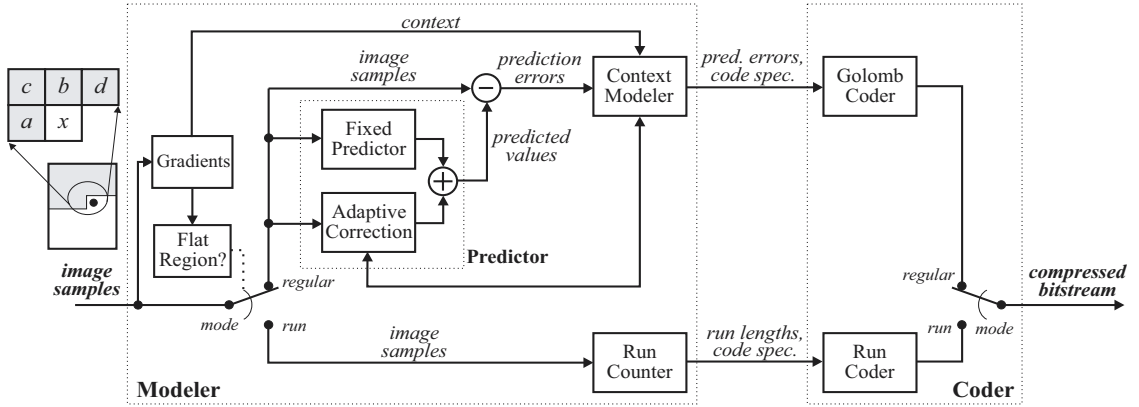 context
image
samples
prediction
errors
pred. errors,
code spec.
c b d
a x
Gradients
Fixed
Predictor
−
predicted
values
Context
Modeler
Golomb
Coder
+
Flat
Region?
Adaptive
Correction
Predictor
image
samples
regular
mode
run
image
samples
Run
Counter
run lengths,
code spec.
Run
Coder
regular
run
mode
compressed
bitstream
Modeler
Coder